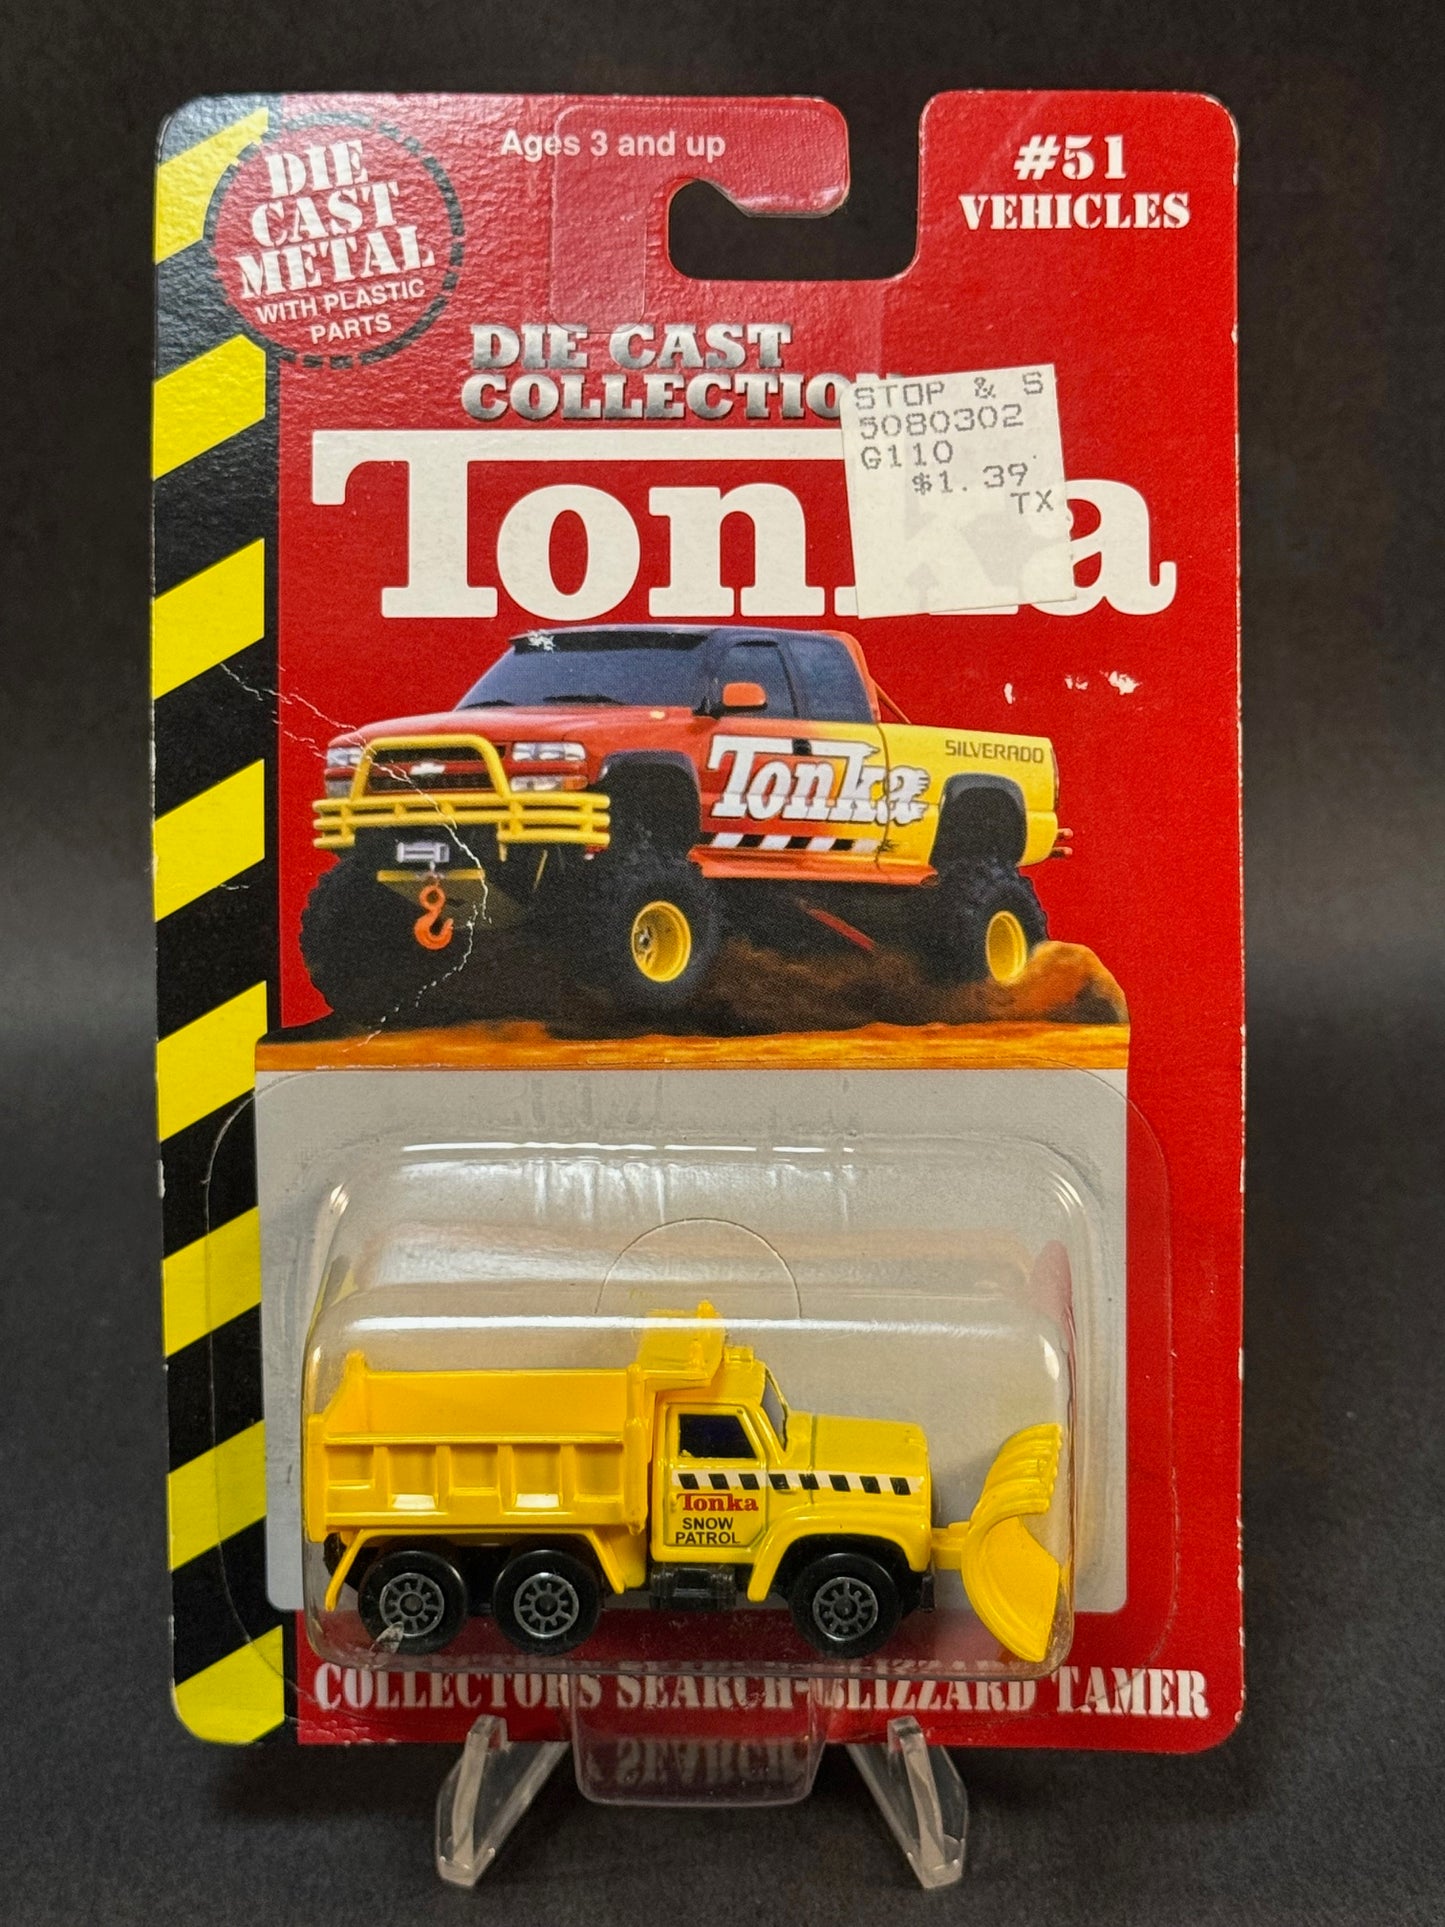 Ages 3 and up
#51
VEHICLES
DIE
CAST
METAL
WITH PLASTIC
PARTS
DIE CAST
COLLECTIO
STOP & S
5080302
G110
$1.39
TX
Tonka
SILVERADO
Tonka
Tonka
SNOW
PATROL
COLLECTORS SEARCH-BLIZZARD TAMER